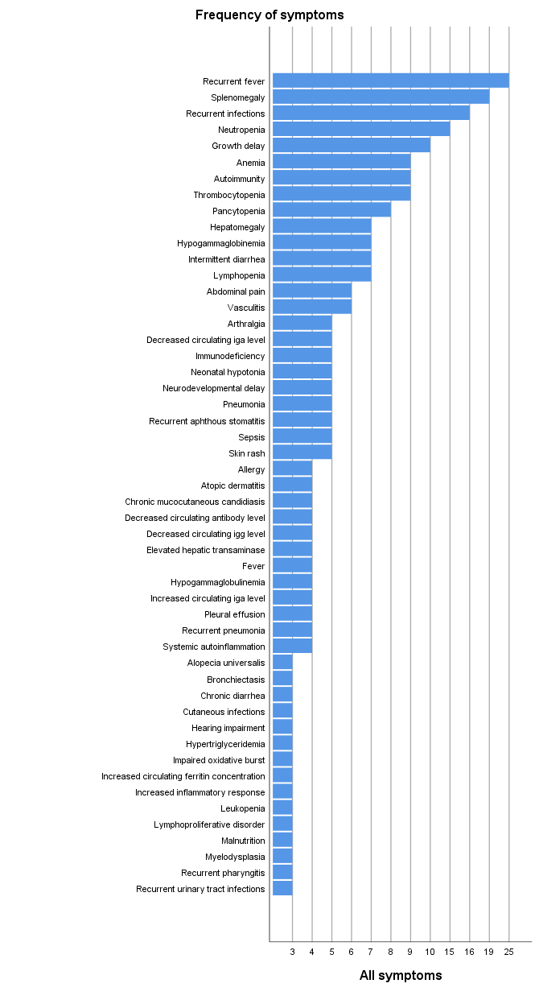 Frequency of symptoms
Recurrent fever
Splenomegaly
Recurrent infections
Neutropenia
Growth delay
Anemia
Autoimmunity
Thrombocytopenia
Pancytopenia
Hepatomegaly
Hypogammaglobinemia
Intermittent diarrhea
Lymphopenia
Abdominal pain
Vasculitis
Arthralgia
Decreased circulating iga level
Immunodeficiency
Neonatal hypotonia
Neurodevelopmental delay
Pneumonia
Recurrent aphthous stomatitis
Sepsis
Skin rash
Allergy
Atopic dermatitis
Chronic mucocutaneous candidiasis
Decreased circulating antibody level
Decreased circulating igg level
Elevated hepatic transaminase
Fever
Hypogammaglobulinemia
Increased circulating iga level
Pleural effusion
Recurrent pneumonia
Systemic autoinflammation
Alopecia universalis
Bronchiectasis
Chronic diarrhea
Cutaneous infections
Hearing impairment
Hypertriglyceridemia
Impaired oxidative burst
Increased circulating ferritin concentration
Increased inflammatory response
Leukopenia
Lymphoproliferative disorder
Malnutrition
Myelodysplasia
Recurrent pharyngitis
Recurrent urinary tract infections
3 4 5 6 7 8 9 10 15 16 19 25
All symptoms